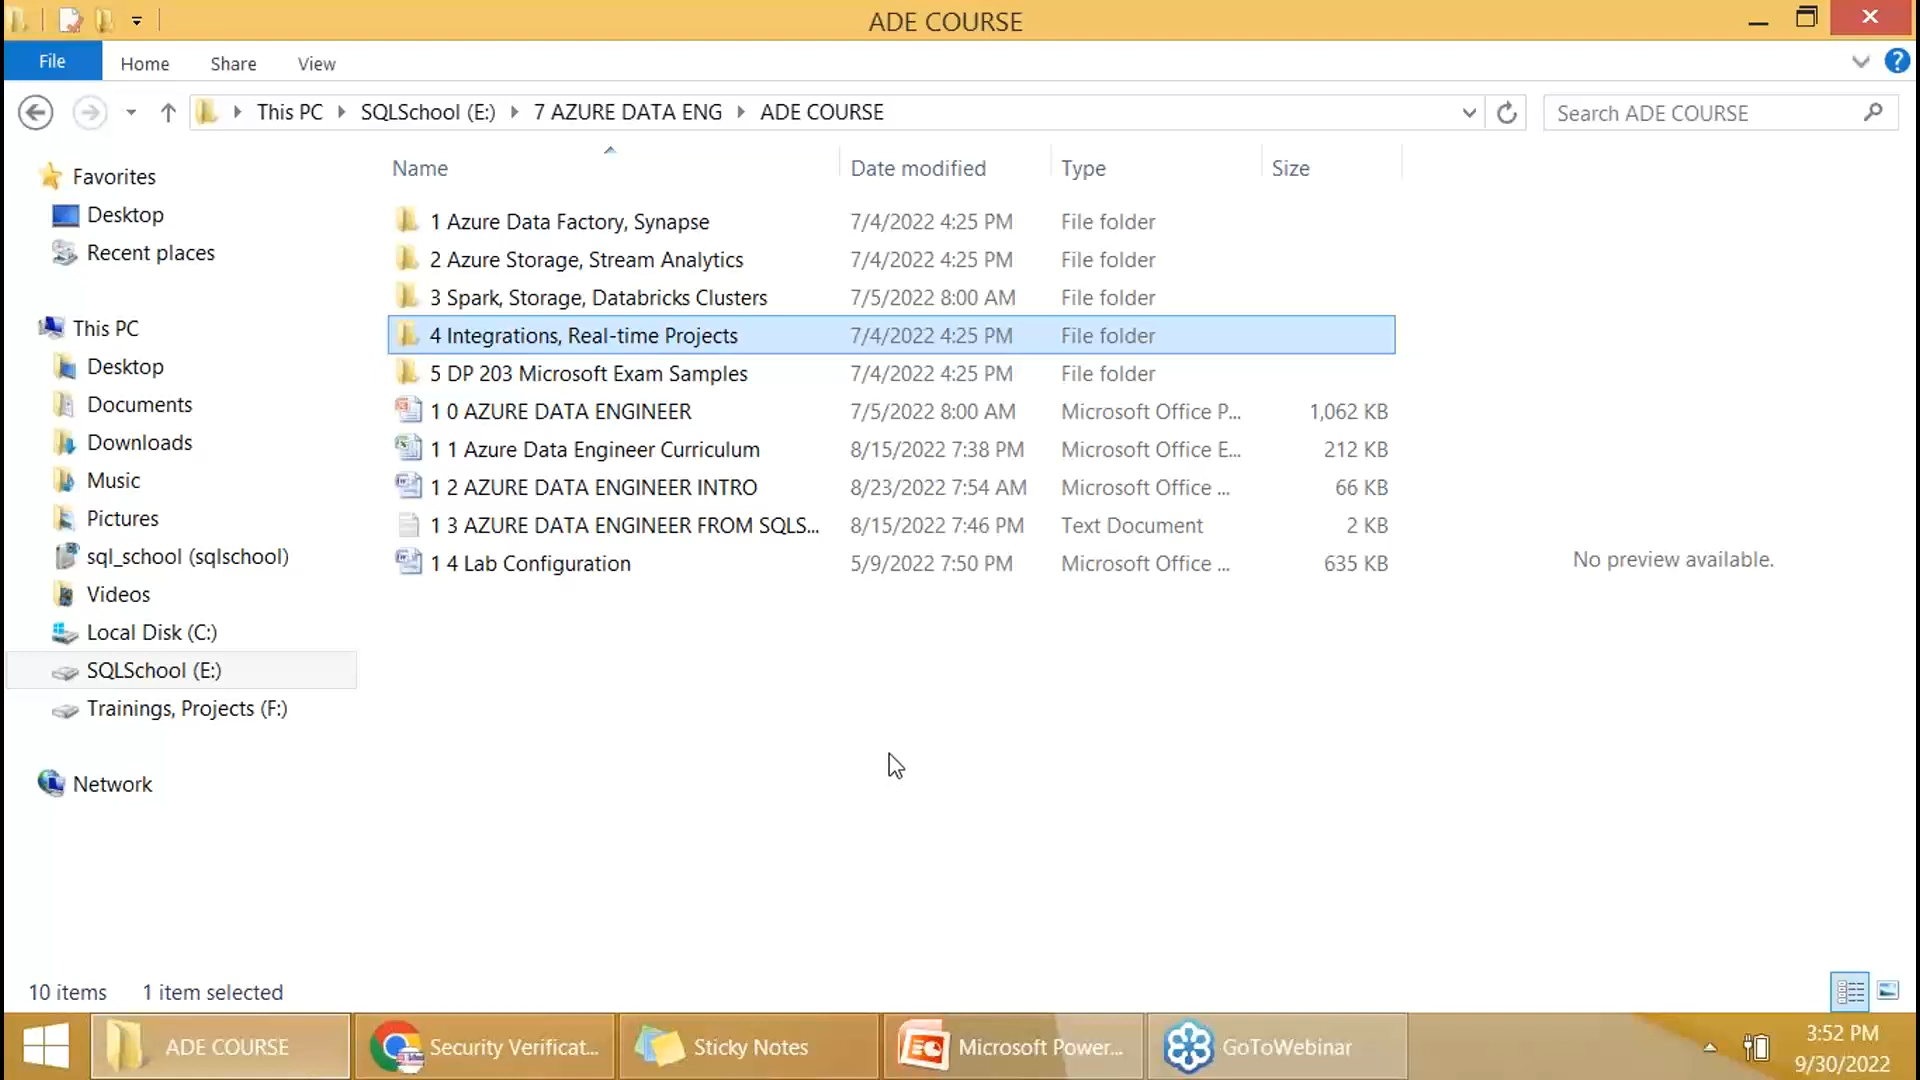 ADE COURSE
File Home Share View
This PC SQLSchool (E:) 7 AZURE DATA ENG ADE COURSE
Search ADE COURSE
Favorites
Desktop
Recent places
This PC
Desktop
Documents
Downloads
Music
Pictures
sql_school (sqlschool)
Videos
Local Disk (C:)
SQLSchool (E:)
Trainings, Projects (F:)
Network
Name Date modified Type Size
1 Azure Data Factory, Synapse 7/4/2022 4:25 PM File folder
2 Azure Storage, Stream Analytics 7/4/2022 4:25 PM File folder
3 Spark, Storage, Databricks Clusters 7/5/2022 8:00 AM File folder
4 Integrations, Real-time Projects 7/4/2022 4:25 PM File folder
5 DP 203 Microsoft Exam Samples 7/4/2022 4:25 PM File folder
1 0 AZURE DATA ENGINEER 7/5/2022 8:00 AM Microsoft Office P... 1,062 KB
1 1 Azure Data Engineer Curriculum 8/15/2022 7:38 PM Microsoft Office E... 212 KB
1 2 AZURE DATA ENGINEER INTRO 8/23/2022 7:54 AM Microsoft Office ... 66 KB
1 3 AZURE DATA ENGINEER FROM SQLS... 8/15/2022 7:46 PM Text Document 2 KB
1 4 Lab Configuration 5/9/2022 7:50 PM Microsoft Office ... 635 KB
No preview available.
10 items 1 item selected
ADE COURSE Security Verificat... Sticky Notes Microsoft Power... GoToWebinar
3:52 PM
9/30/2022